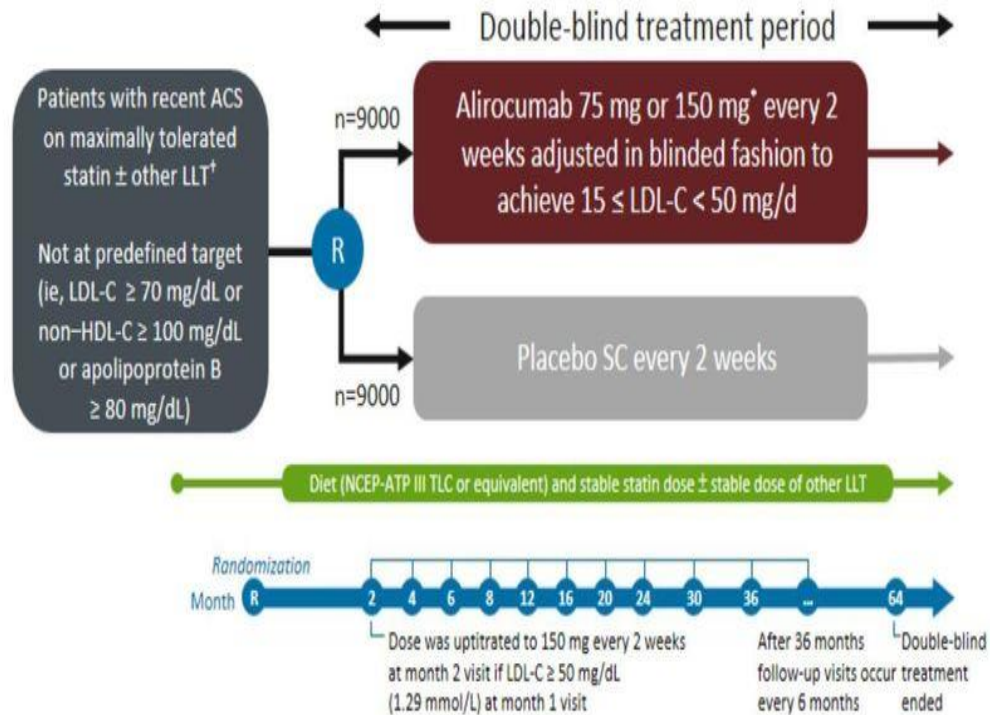 Double-blind treatment period
Patients with recent ACS
on maximally tolerated
statin ± other LLT†
Not at predefined target
(ie, LDL-C ≥ 70 mg/dL or
non–HDL-C ≥ 100 mg/dL
or apolipoprotein B
≥ 80 mg/dL)
R
n=9000
Alirocumab 75 mg or 150 mg* every 2
weeks adjusted in blinded fashion to
achieve 15 ≤ LDL-C < 50 mg/d
n=9000
Placebo SC every 2 weeks
Diet (NCEP-ATP III TLC or equivalent) and stable statin dose ± stable dose of other LLT
Randomization
Month R 2 4 6 8 12 16 20 24 30 36 ... 64
Dose was uptitrated to 150 mg every 2 weeks
at month 2 visit if LDL-C ≥ 50 mg/dL
(1.29 mmol/L) at month 1 visit
After 36 months
follow-up visits occur
every 6 months
Double-blind
treatment
ended